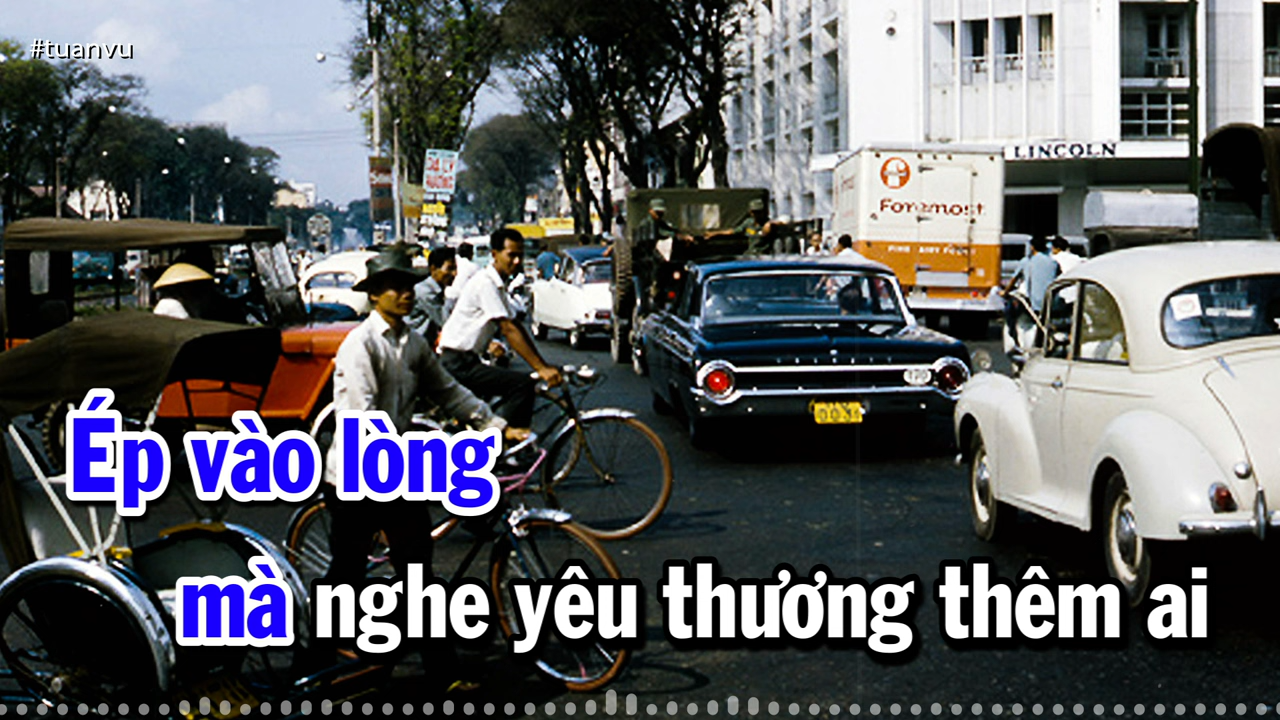 #tuanvu
LINCOLN
Foremost
Ép vào lòng
mà nghe yêu thương thêm ai